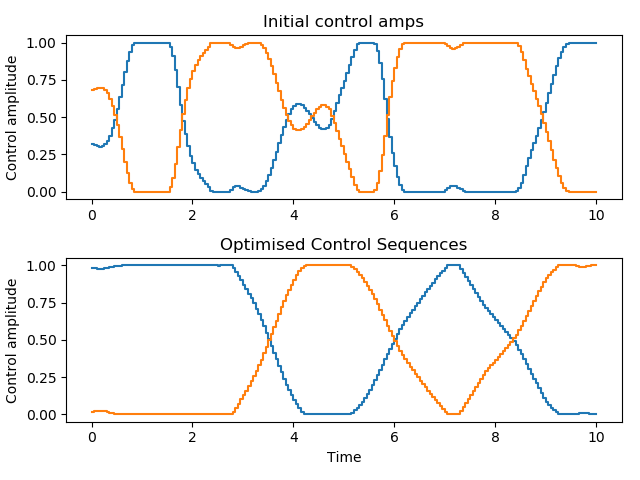 Initial control amps
1.00
0.75
0.50
0.25
0.00
Control amplitude
0 2 4 6 8 10
Optimised Control Sequences
1.00
0.75
0.50
0.25
0.00
Control amplitude
0 2 4 6 8 10
Time